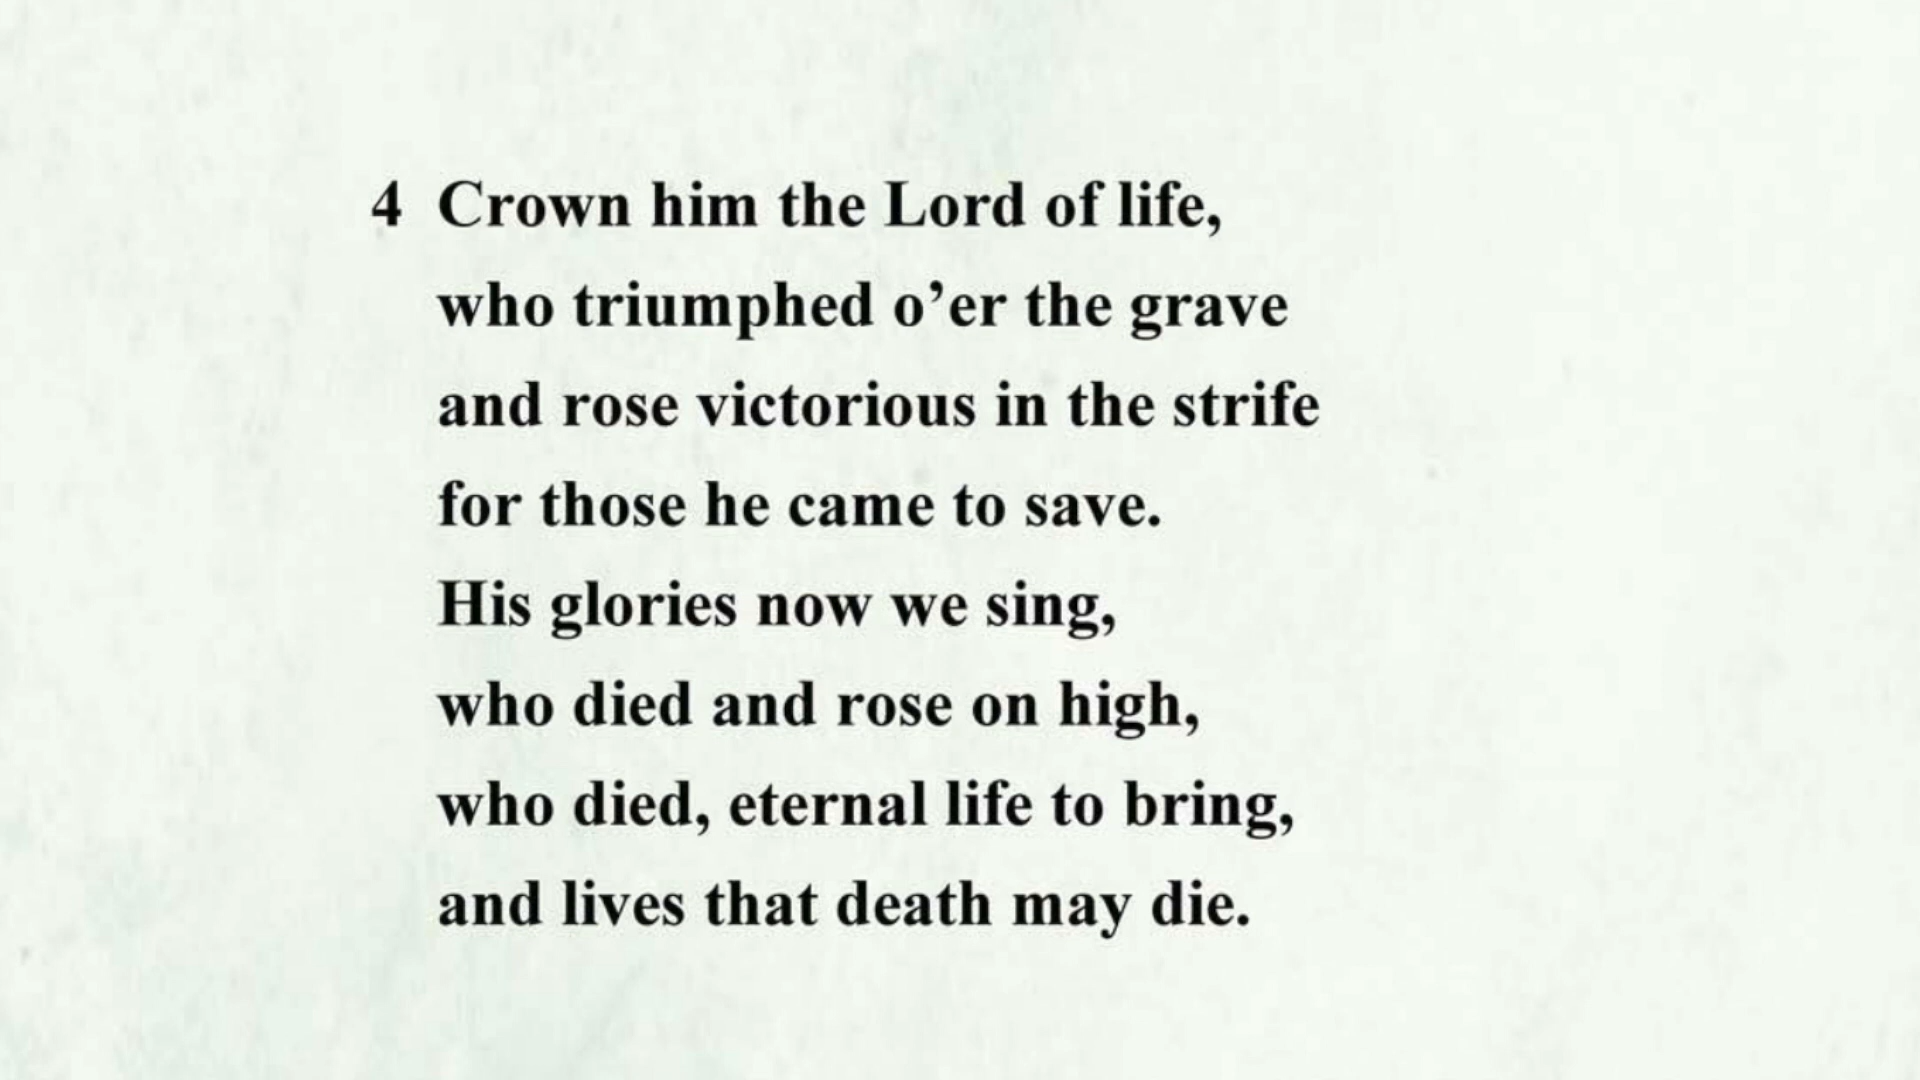 4 Crown him the Lord of life,
who triumphed o’er the grave
and rose victorious in the strife
for those he came to save.
His glories now we sing,
who died and rose on high,
who died, eternal life to bring,
and lives that death may die.